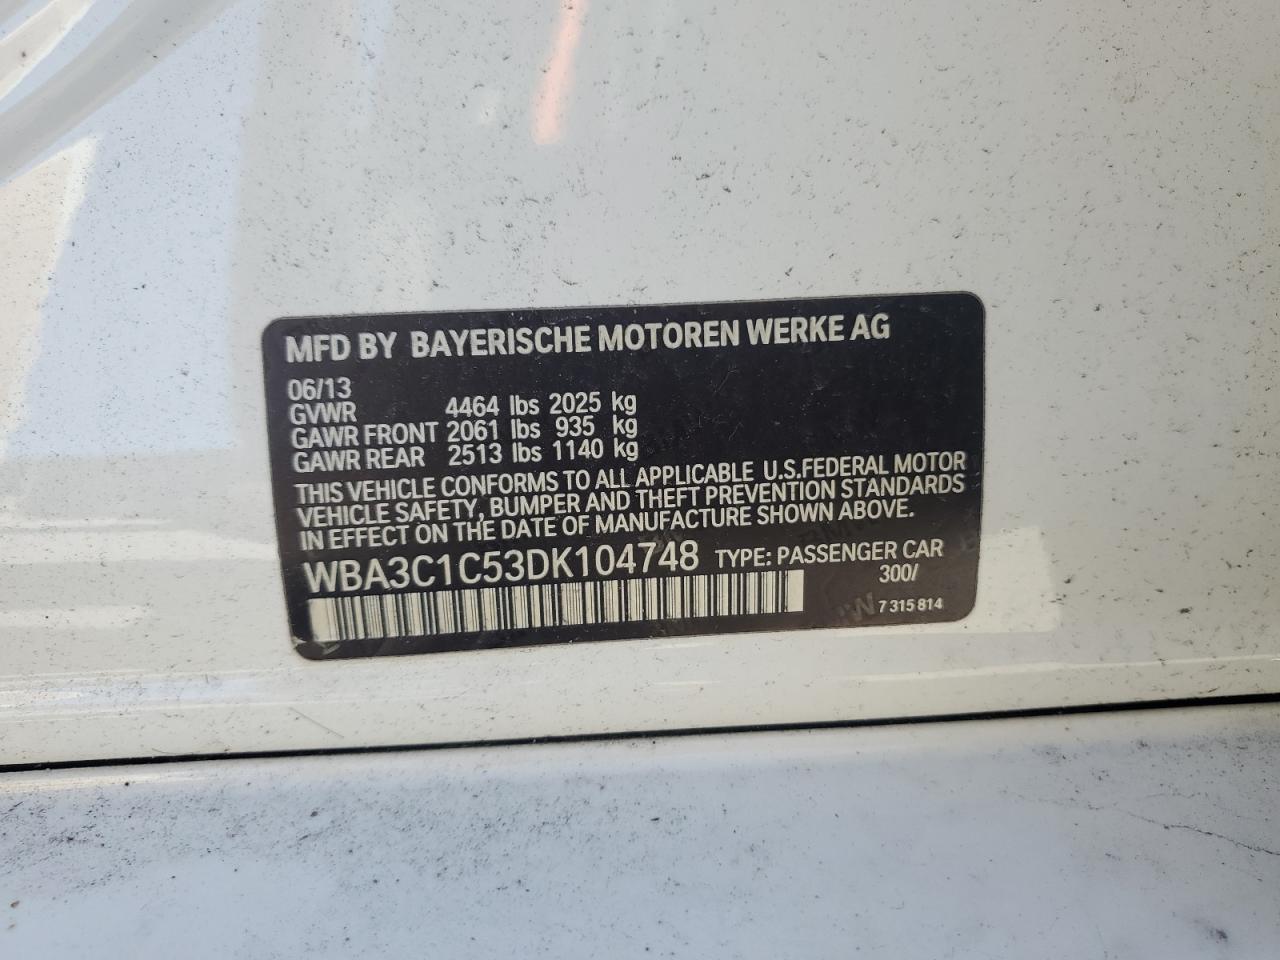 MFD BY BAYERISCHE MOTOREN WERKE AG
06/13
GVWR 4464 lbs 2025 kg
GAWR FRONT 2061 lbs 935 kg
GAWR REAR 2513 lbs 1140 kg
THIS VEHICLE CONFORMS TO ALL APPLICABLE U.S.FEDERAL MOTOR
VEHICLE SAFETY, BUMPER AND THEFT PREVENTION STANDARDS
IN EFFECT ON THE DATE OF MANUFACTURE SHOWN ABOVE.
WBA3C1C53DK104748 TYPE: PASSENGER CAR
300/
7 315 814